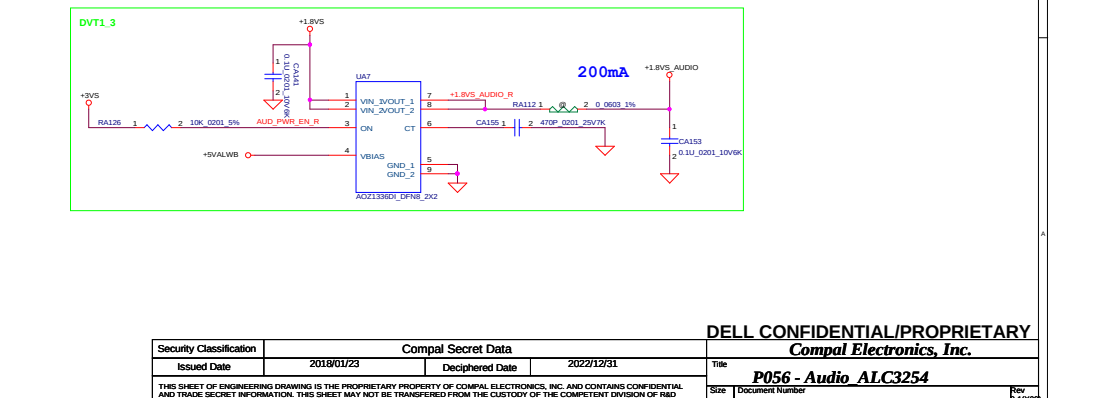 DVT1_3
+1.8VS
1
2
CA141
0.1U_0201_10V6K
UA7
200mA
+1.8VS_AUDIO
+3VS
1 VIN_1 VOUT_1 7 +1.8VS_AUDIO_R
2 VIN_2 VOUT_2 8 RA112 1 @ 2 0_0603_1%
RA126 1 2 10K_0201_5% AUD_PWR_EN_R 3 ON CT 6 CA155 1 2 470P_0201_25V7K
1
CA153
0.1U_0201_10V6K
2
+5VALWB 4 VBIAS
GND_1 5
GND_2 9
AOZ1336DI_DFN8_2X2
A
DELL CONFIDENTIAL/PROPRIETARY
Security Classification Compal Secret Data Compal Electronics, Inc.
Issued Date 2018/01/23 Deciphered Date 2022/12/31 Title
P056 - Audio_ALC3254
THIS SHEET OF ENGINEERING DRAWING IS THE PROPRIETARY PROPERTY OF COMPAL ELECTRONICS, INC. AND CONTAINS CONFIDENTIAL
AND TRADE SECRET INFORMATION. THIS SHEET MAY NOT BE TRANSFERED FROM THE CUSTODY OF THE COMPETENT DIVISION OF R&D
Size Document Number Rev